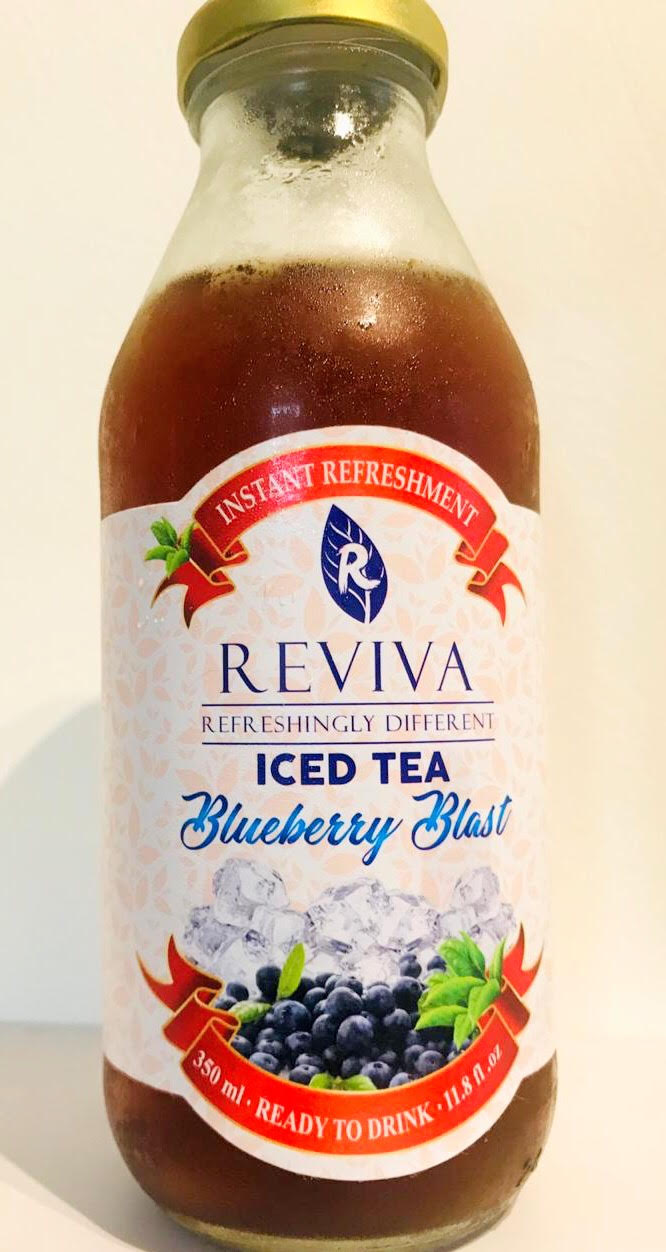 INSTANT REFRESHMENT
R
REVIVA
REFRESHINGLY DIFFERENT
ICED TEA
Blueberry Blast
350 ml · READY TO DRINK · 11.8 fl .oz